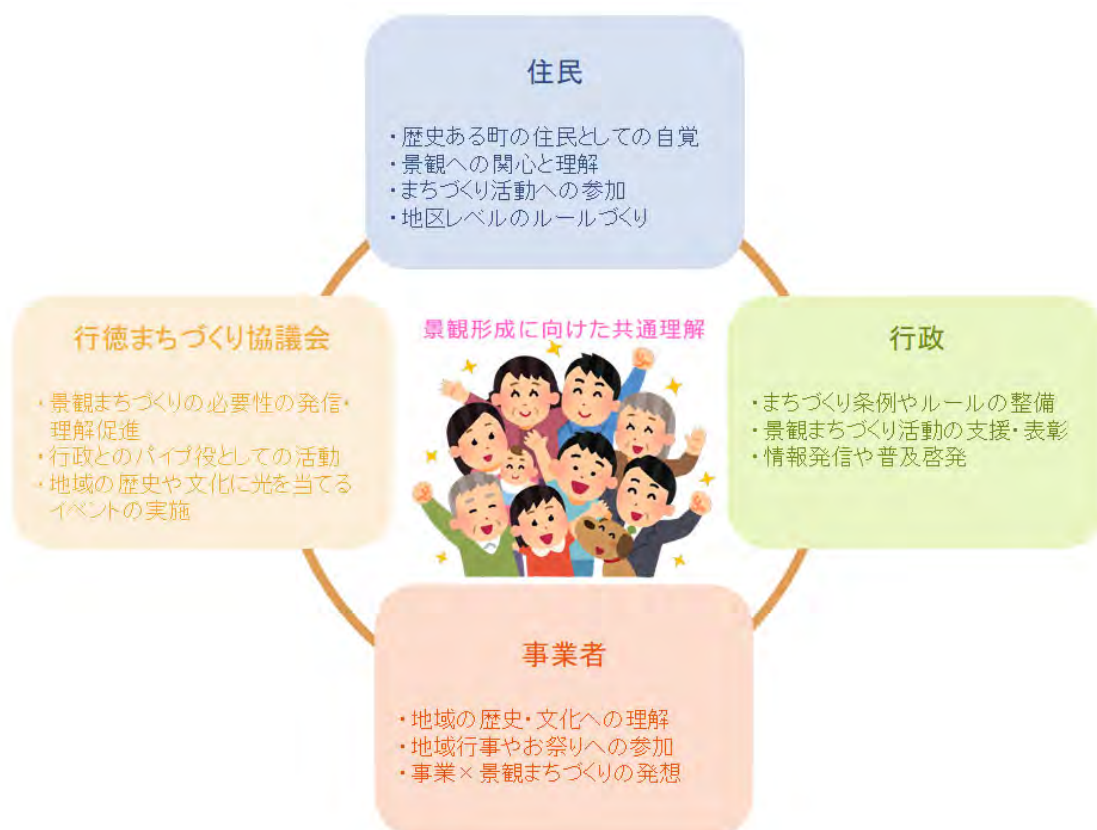 住民
・歴史ある町の住民としての自覚
・景観への関心と理解
・まちづくり活動への参加
・地区レベルのルールづくり
行徳まちづくり協議会
・景観まちづくりの必要性の発信・
理解促進
・行政とのパイプ役としての活動
・地域の歴史や文化に光を当てる
イベントの実施
景観形成に向けた共通理解
行政
・まちづくり条例やルールの整備
・景観まちづくり活動の支援・表彰
・情報発信や普及啓発
事業者
・地域の歴史・文化への理解
・地域行事やお祭りへの参加
・事業×景観まちづくりの発想